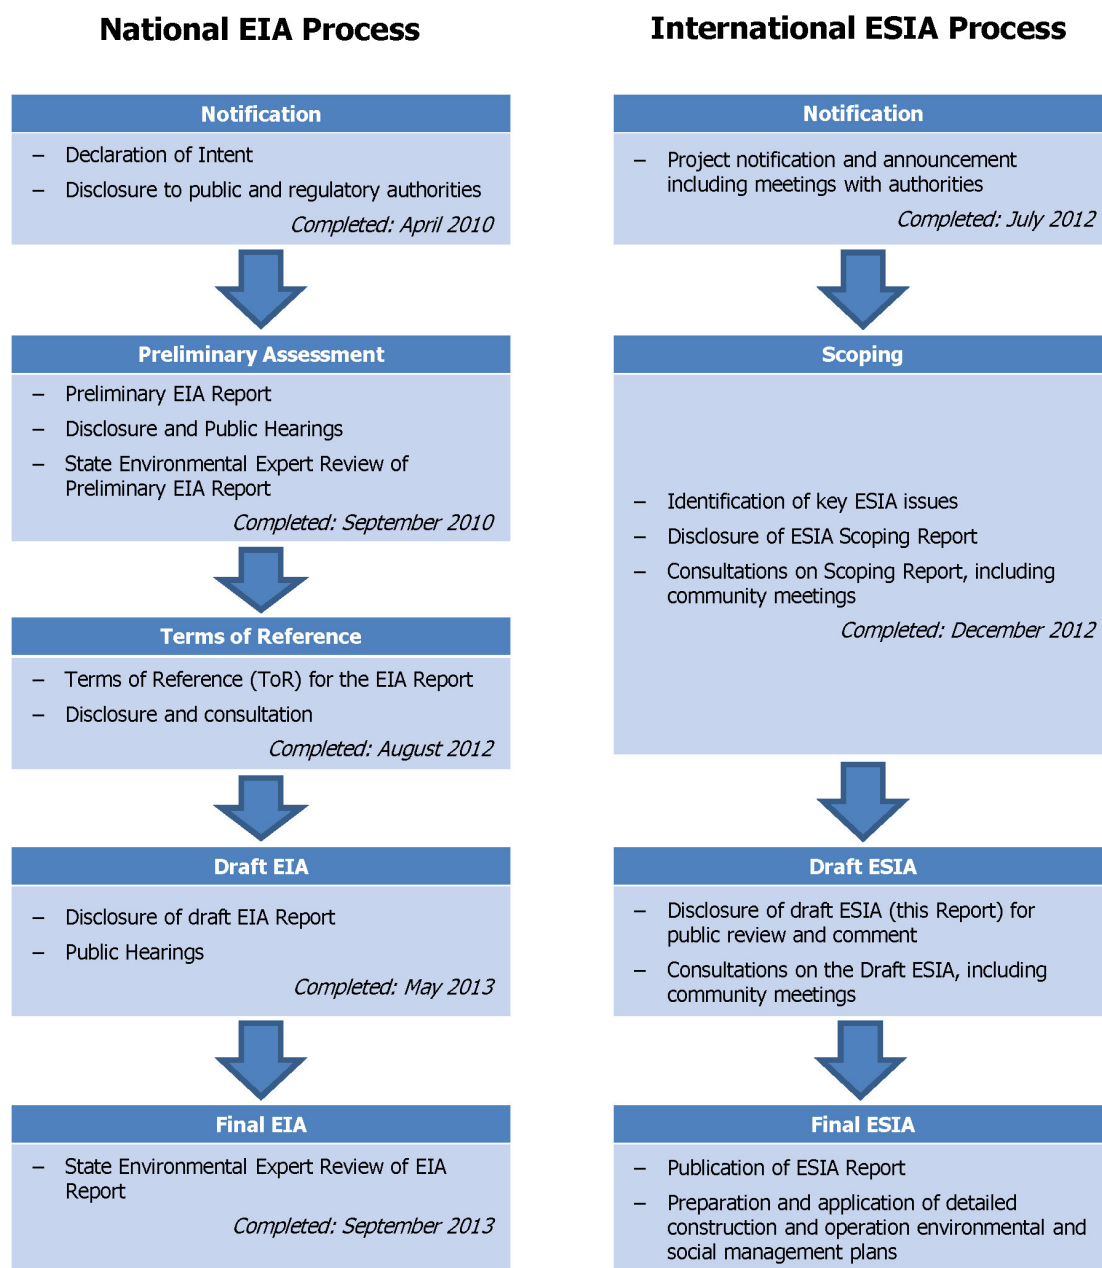 National EIA Process
Notification
– Declaration of Intent
– Disclosure to public and regulatory authorities
Completed: April 2010
Preliminary Assessment
– Preliminary EIA Report
– Disclosure and Public Hearings
– State Environmental Expert Review of
Preliminary EIA Report
Completed: September 2010
Terms of Reference
– Terms of Reference (ToR) for the EIA Report
– Disclosure and consultation
Completed: August 2012
Draft EIA
– Disclosure of draft EIA Report
– Public Hearings
Completed: May 2013
Final EIA
– State Environmental Expert Review of EIA
Report
Completed: September 2013
International ESIA Process
Notification
– Project notification and announcement
including meetings with authorities
Completed: July 2012
Scoping
– Identification of key ESIA issues
– Disclosure of ESIA Scoping Report
– Consultations on Scoping Report, including
community meetings
Completed: December 2012
Draft ESIA
– Disclosure of draft ESIA (this Report) for
public review and comment
– Consultations on the Draft ESIA, including
community meetings
Final ESIA
– Publication of ESIA Report
– Preparation and application of detailed
construction and operation environmental and
social management plans